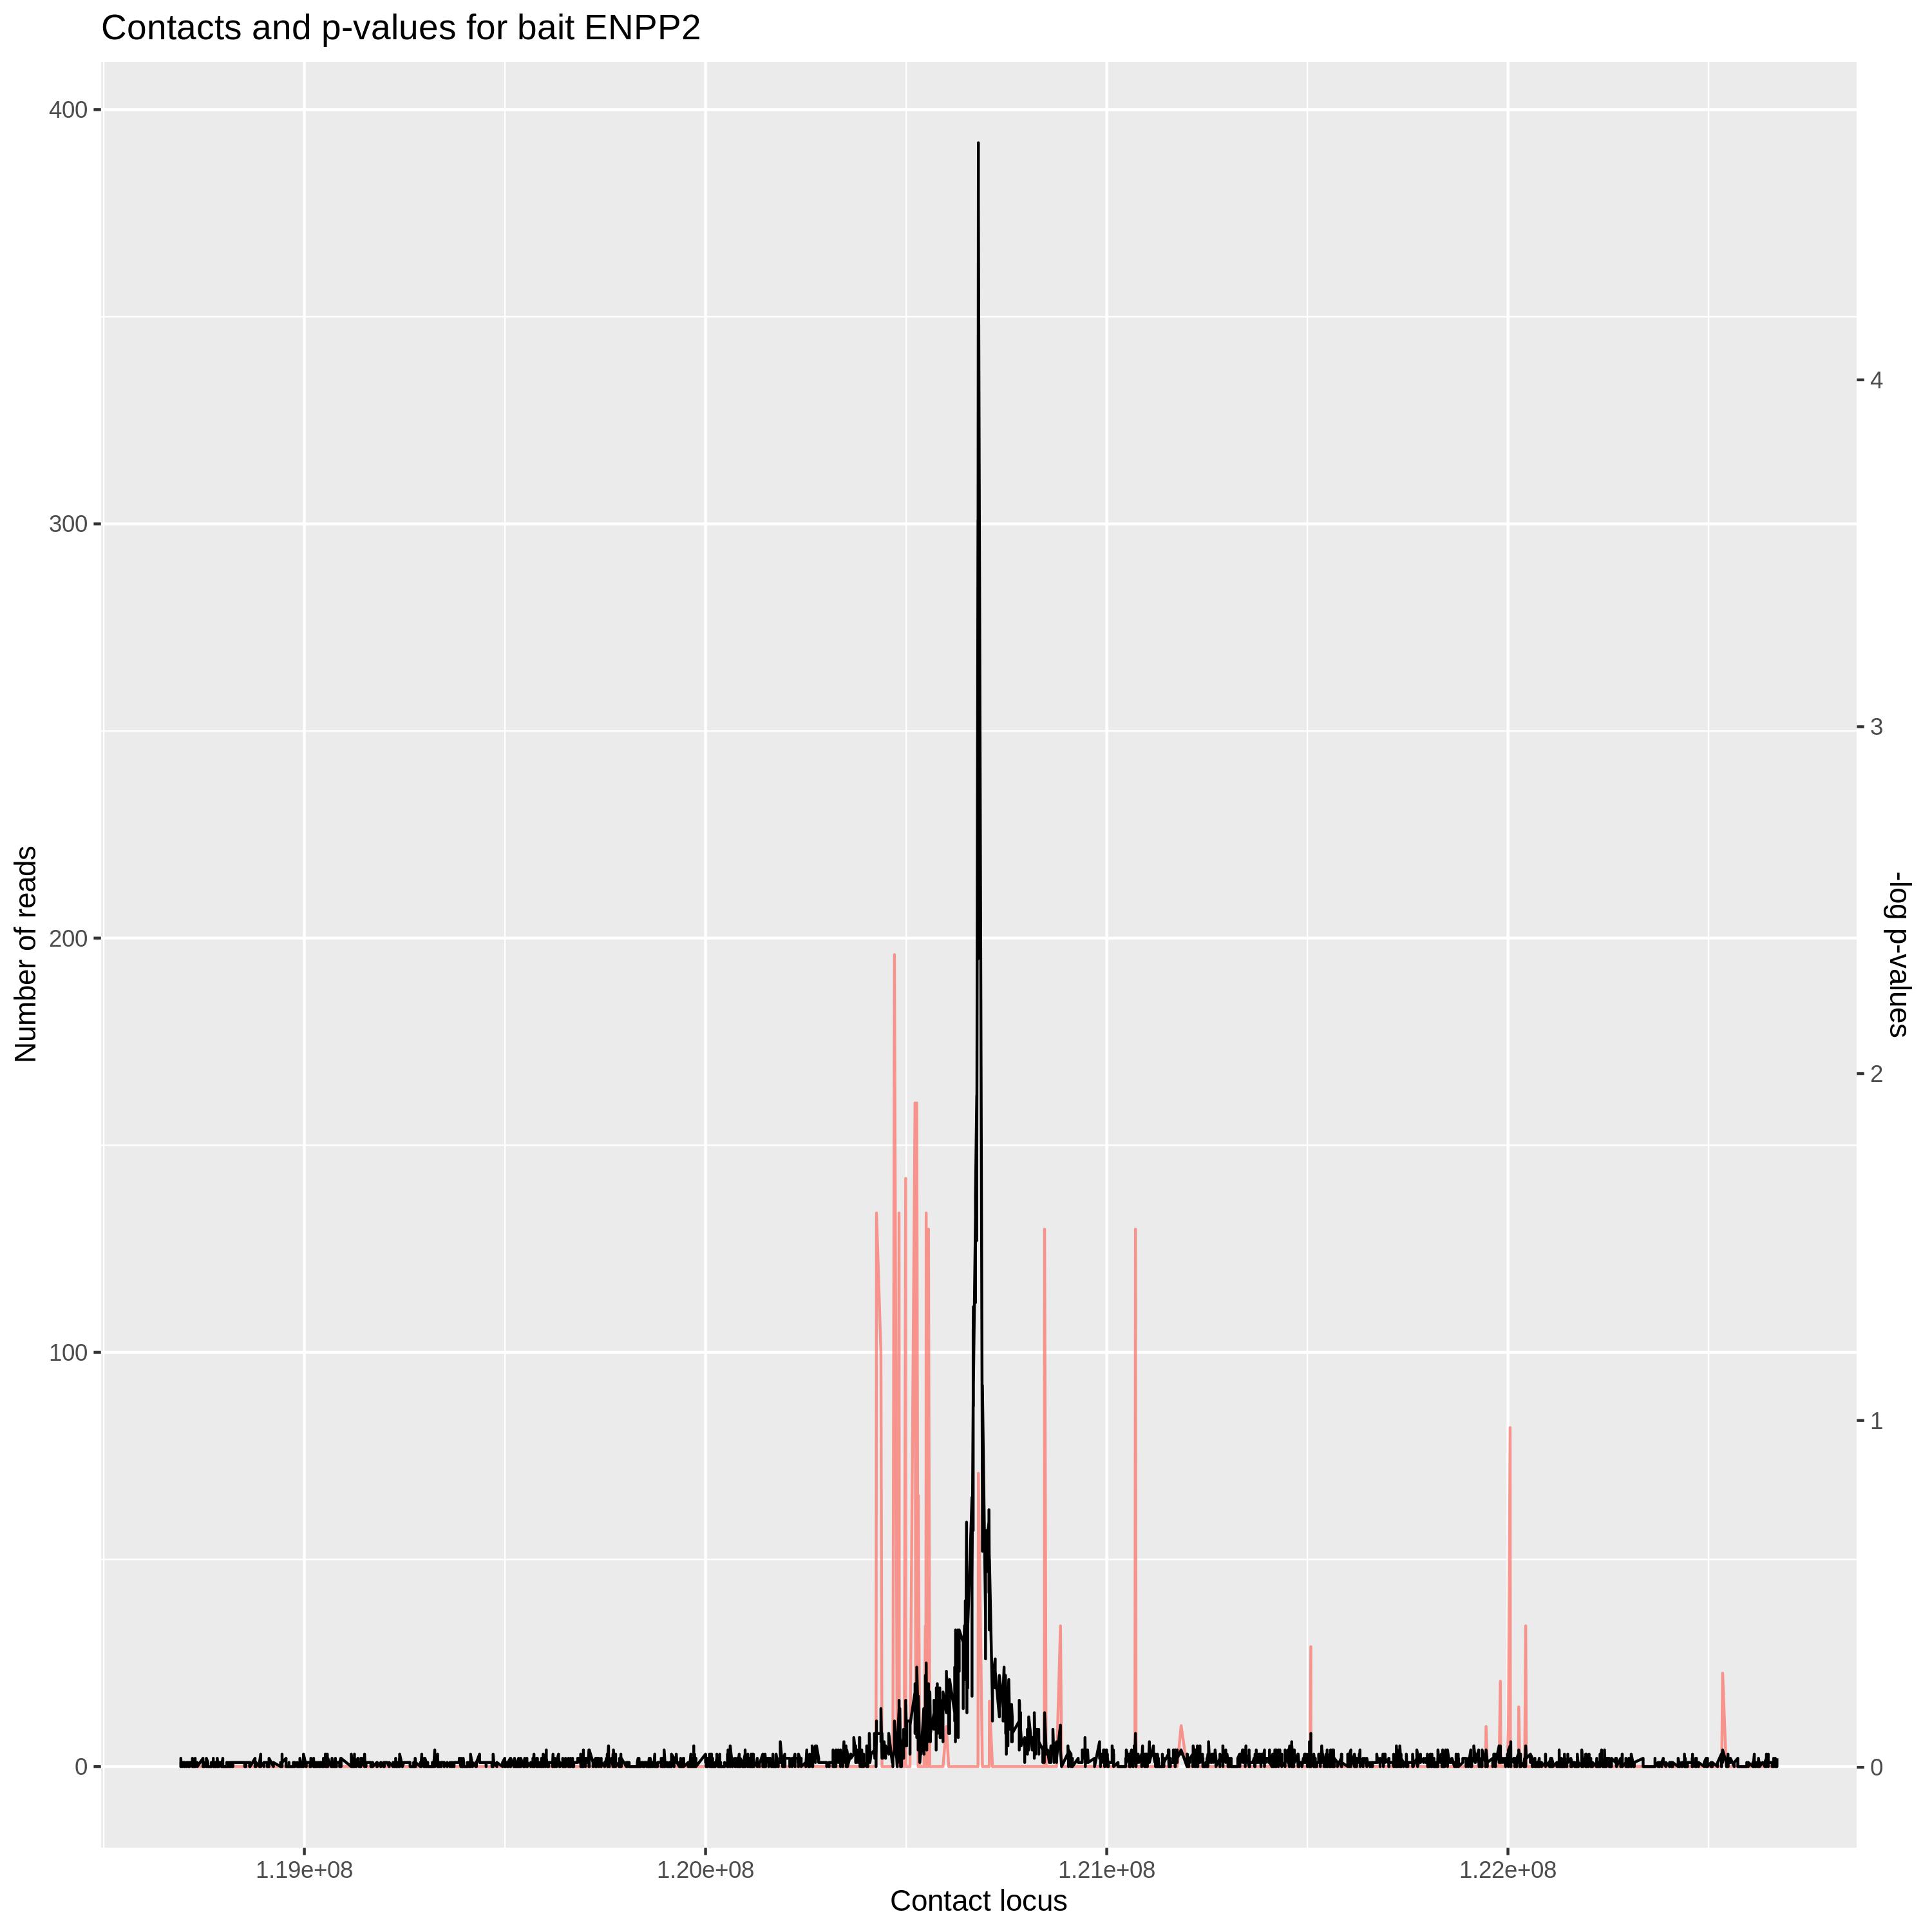 Contacts and p-values for bait ENPP2
400
300
200
100
0
Number of reads
4
3
2
1
0
-log p-values
1.19e+08 1.20e+08 1.21e+08 1.22e+08
Contact locus